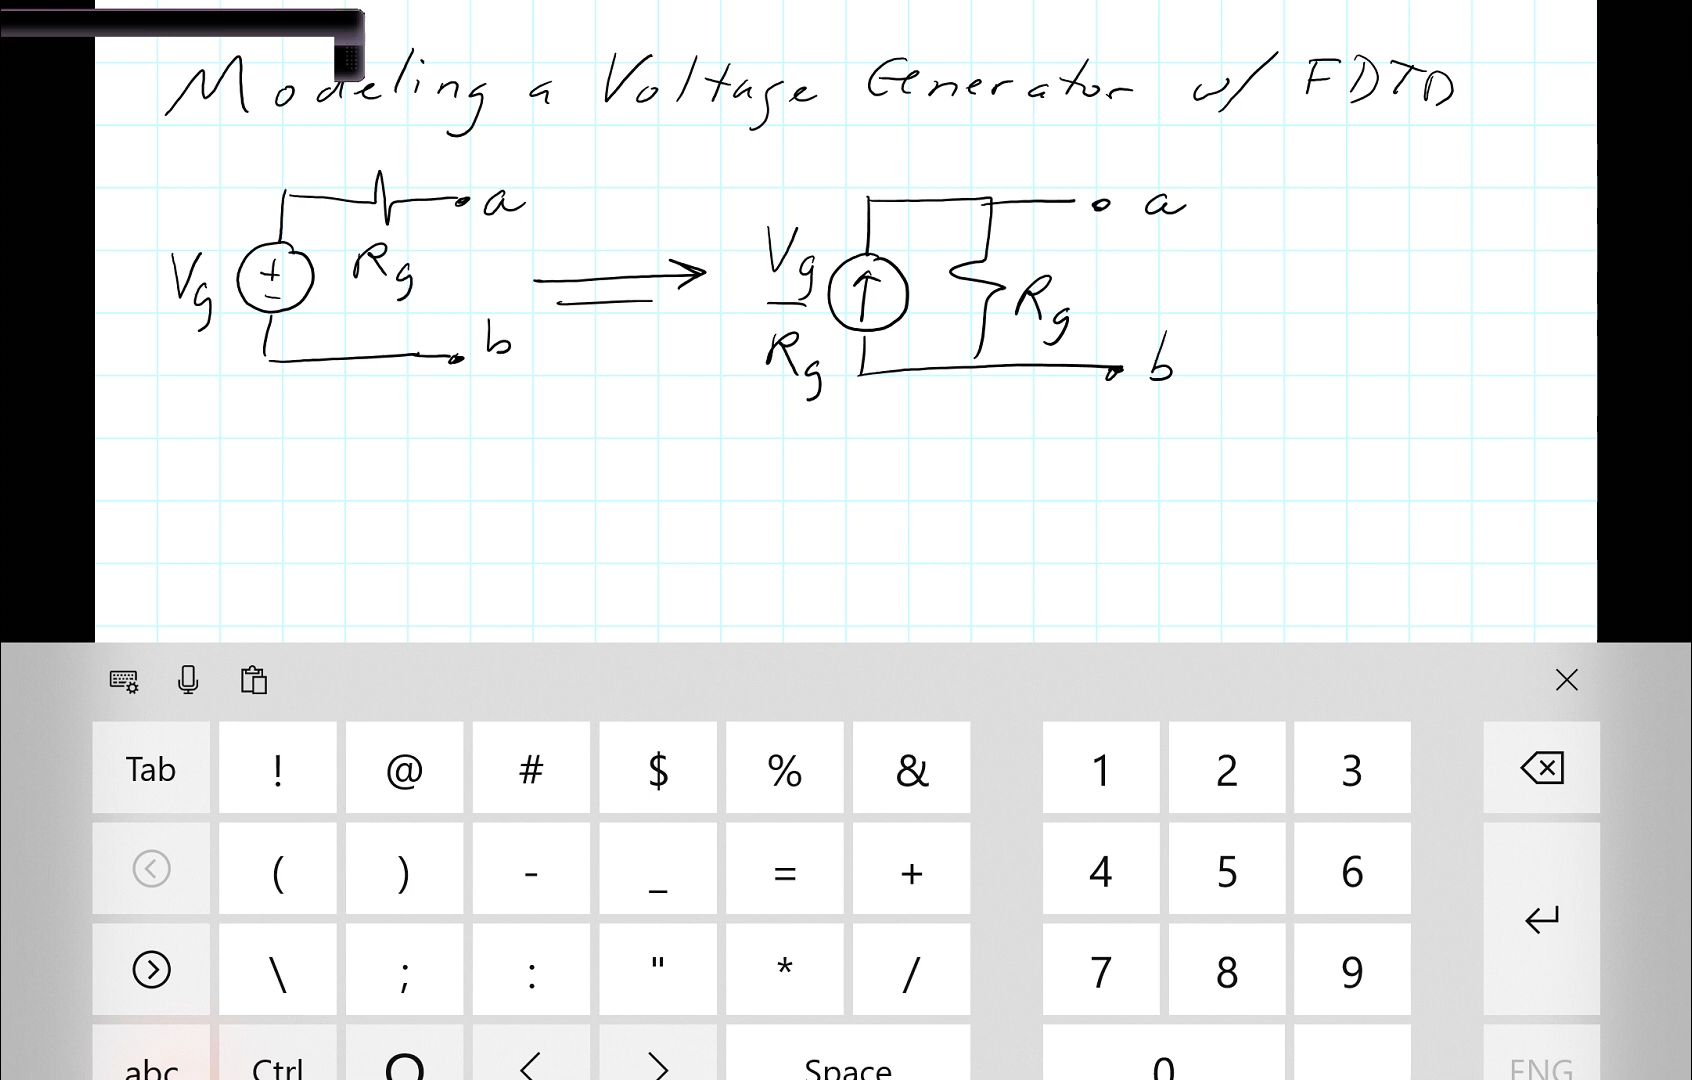 Modeling a Voltage Generator w/ FDTD
a
Vg
+
-
Rg
b
Vg
Rg
Rg
a
b
Tab ! @ # $ % & 1 2 3
( ) - _ = + 4 5 6
\ ; : " * / 7 8 9
abc Ctrl < > Space 0 ENG